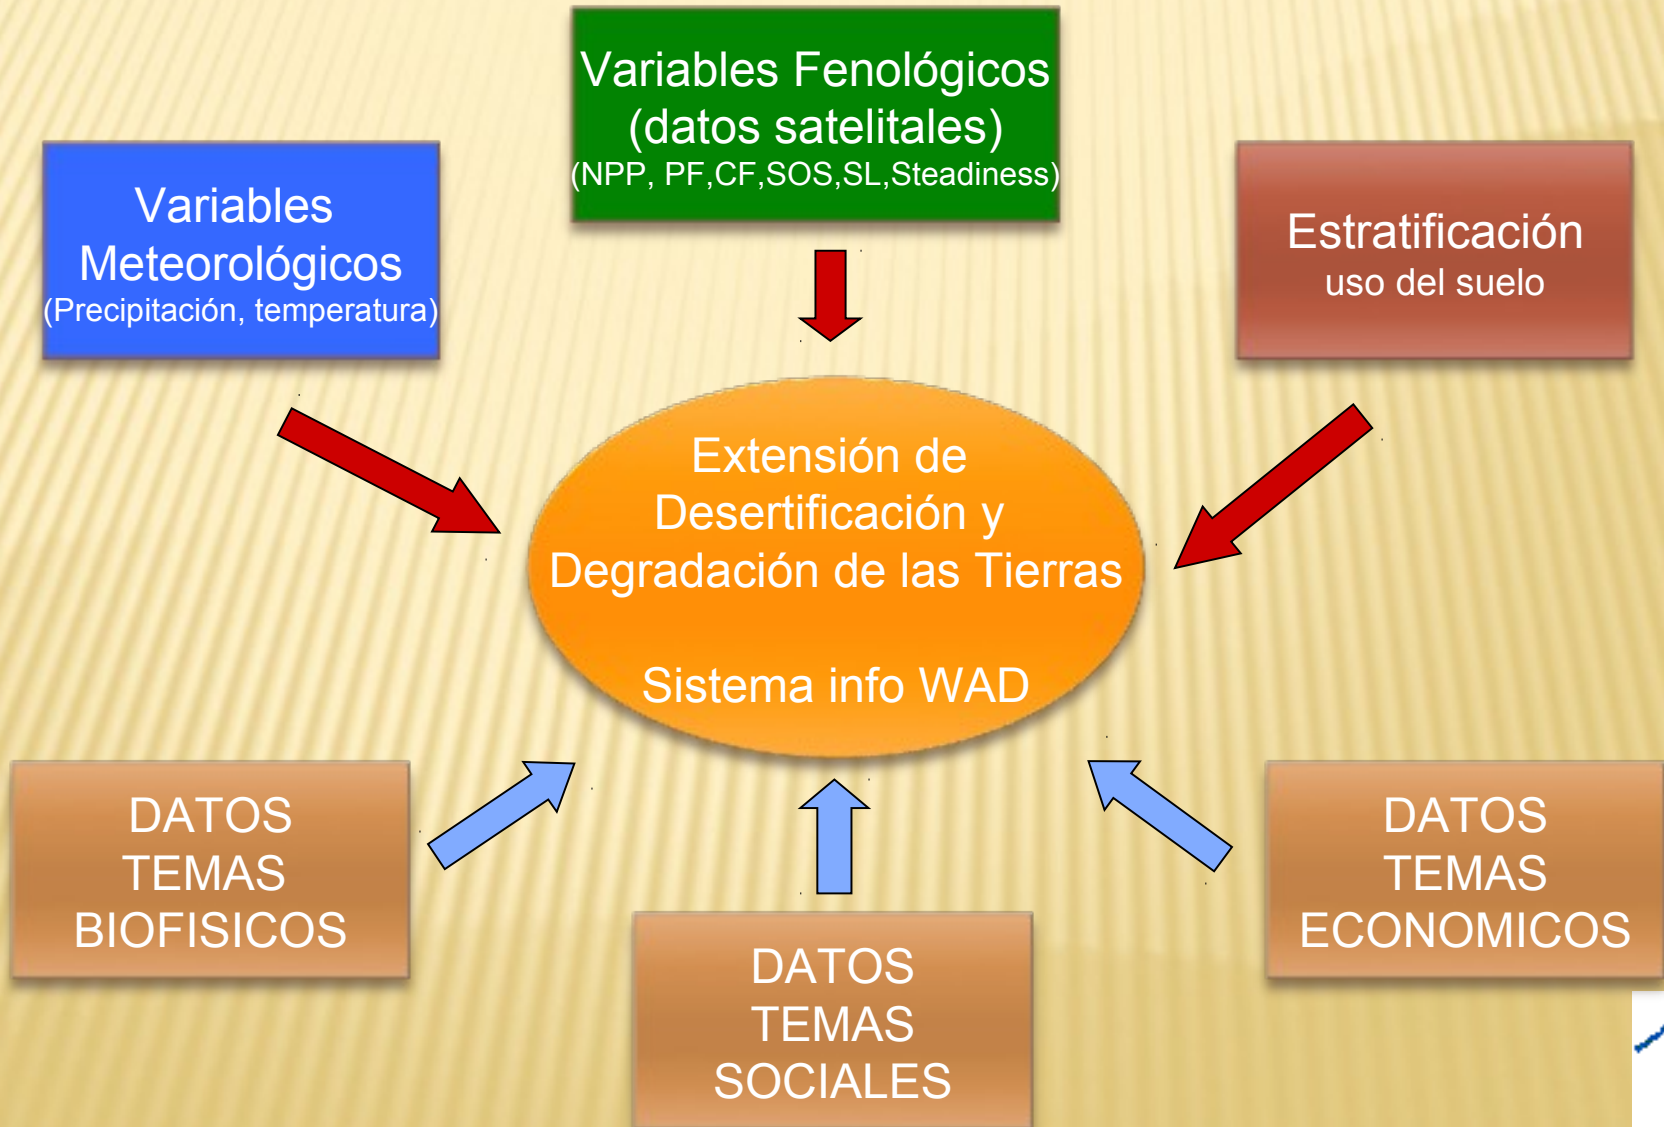 Variables Fenológicos
(datos satelitales)
(NPP, PF,CF,SOS,SL,Steadiness)
Variables
Meteorológicos
(Precipitación, temperatura)
Estratificación
uso del suelo
Extensión de
Desertificación y
Degradación de las Tierras
Sistema info WAD
DATOS
TEMAS
BIOFISICOS
DATOS
TEMAS
SOCIALES
DATOS
TEMAS
ECONOMICOS